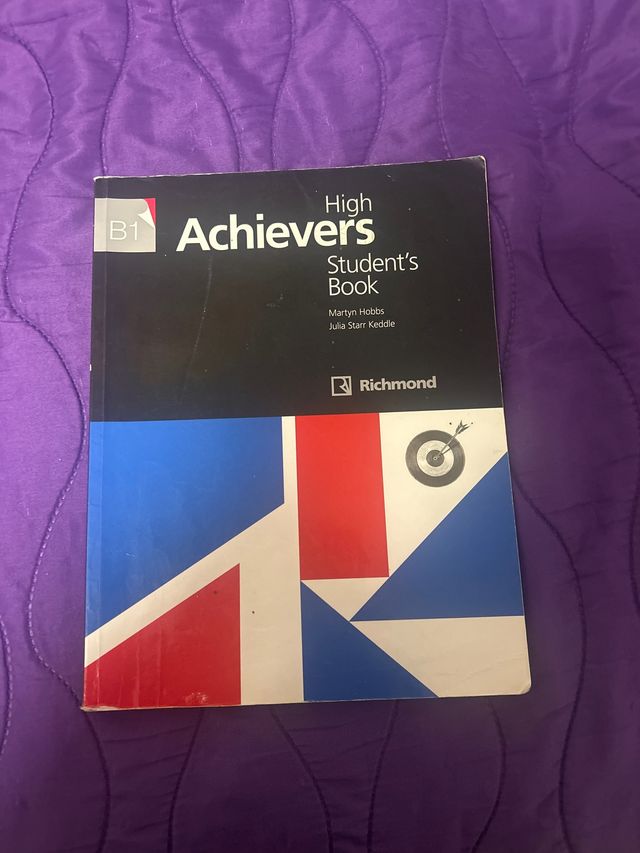 B1
High
Achievers
Student's
Book
Martyn Hobbs
Julia Starr Keddle
Richmond